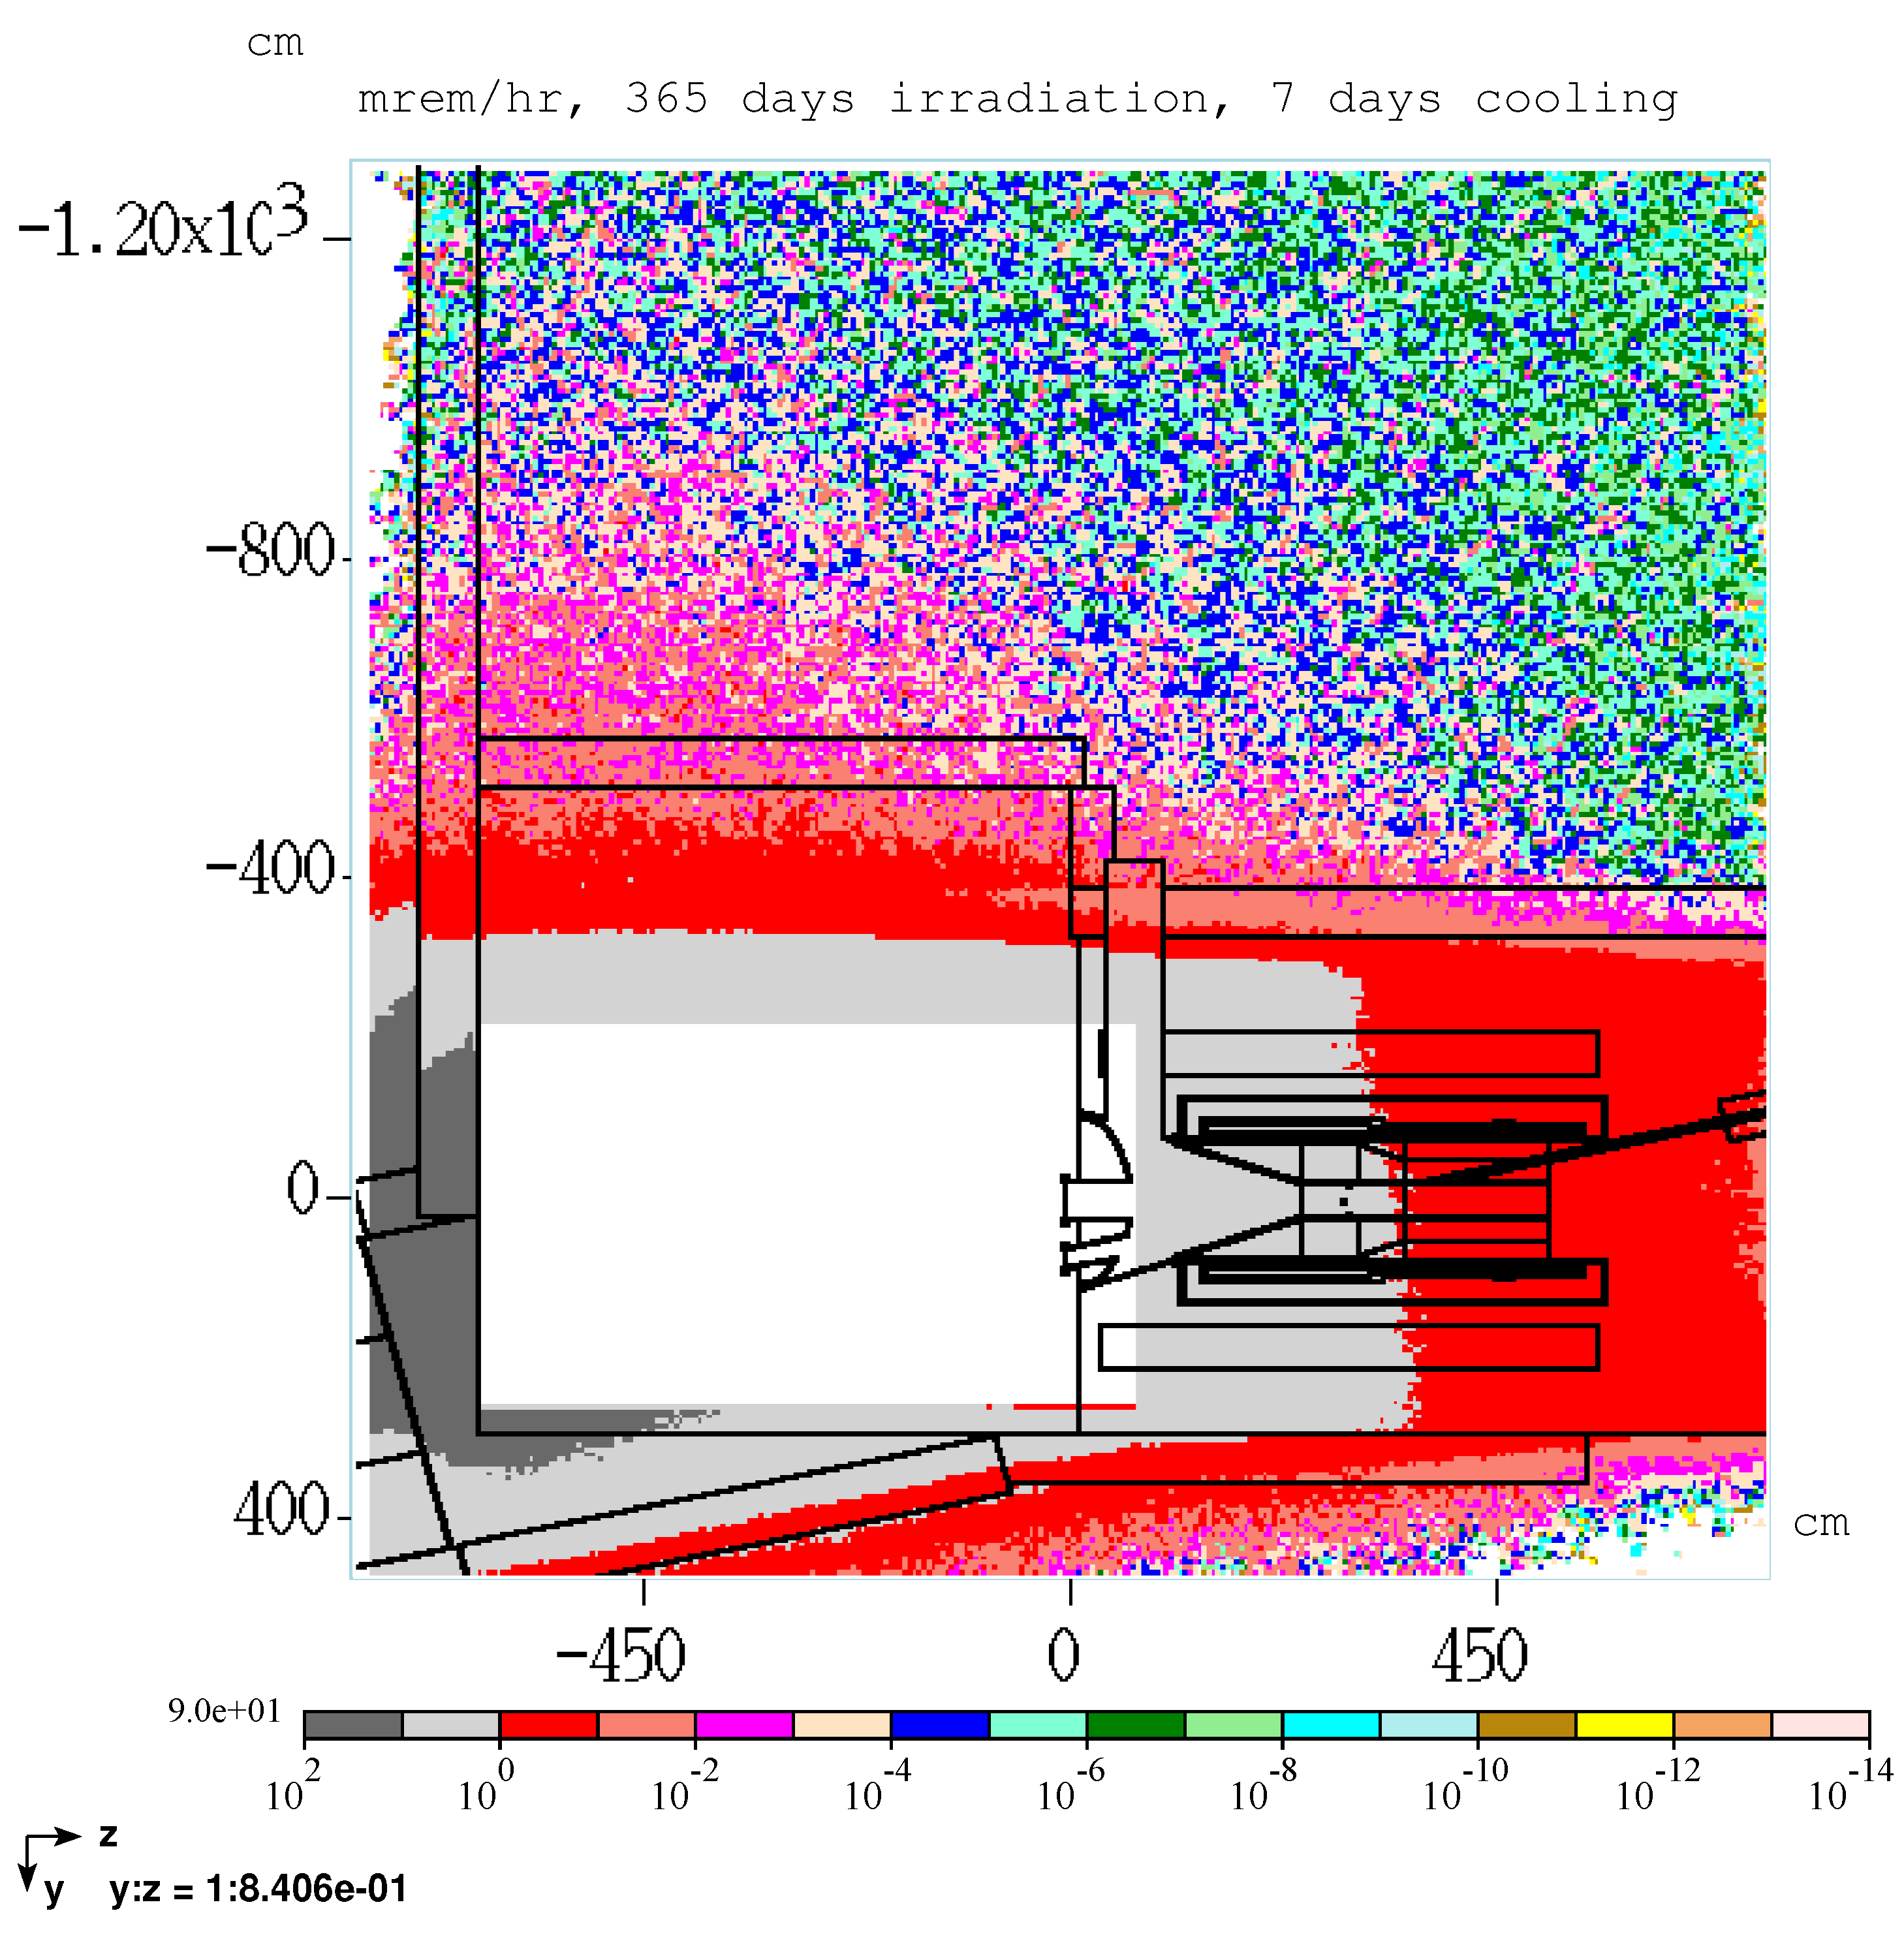 cm
mrem/hr, 365 days irradiation, 7 days cooling
-1.20x10^3
-800
-400
0
400
cm
-450 0 450
9.0e+01
10^2 10^0 10^-2 10^-4 10^-6 10^-8 10^-10 10^-12 10^-14
z
y y:z = 1:8.406e-01